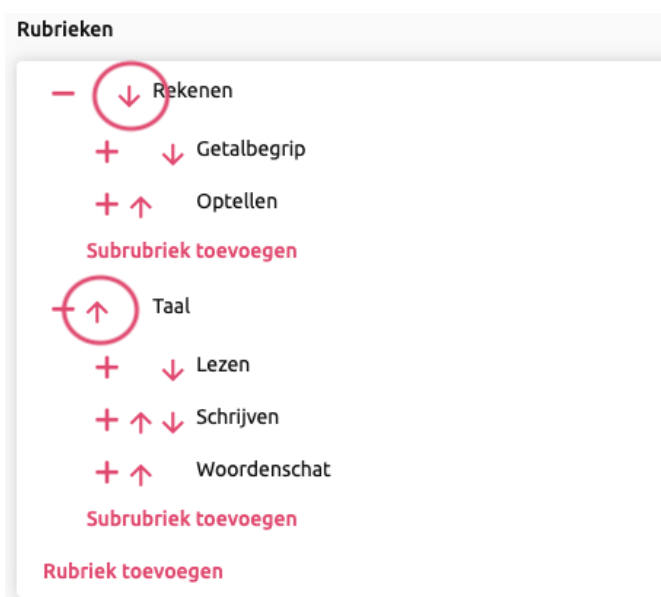 Rubrieken
Rekenen
Getalbegrip
Optellen
Subrubriek toevoegen
Taal
Lezen
Schrijven
Woordenschat
Subrubriek toevoegen
Rubriek toevoegen